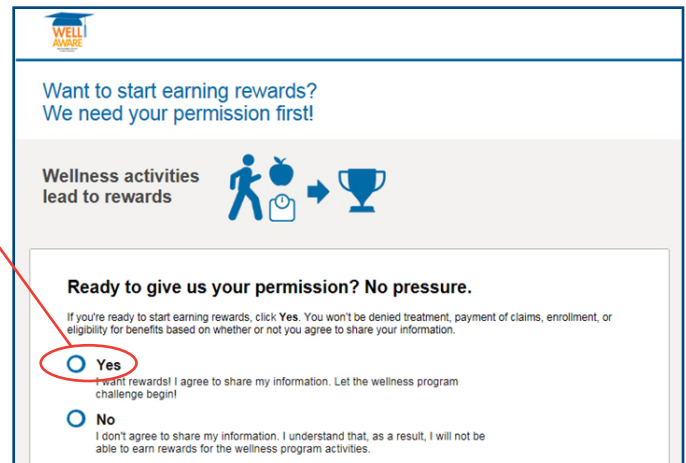 WELL
AWARE
Want to start earning rewards?
We need your permission first!
Wellness activities
lead to rewards
Ready to give us your permission? No pressure.
If you're ready to start earning rewards, click Yes. You won't be denied treatment, payment of claims, enrollment, or
eligibility for benefits based on whether or not you agree to share your information.
Yes
I want rewards! I agree to share my information. Let the wellness program
challenge begin!
No
I don't agree to share my information. I understand that, as a result, I will not be
able to earn rewards for the wellness program activities.